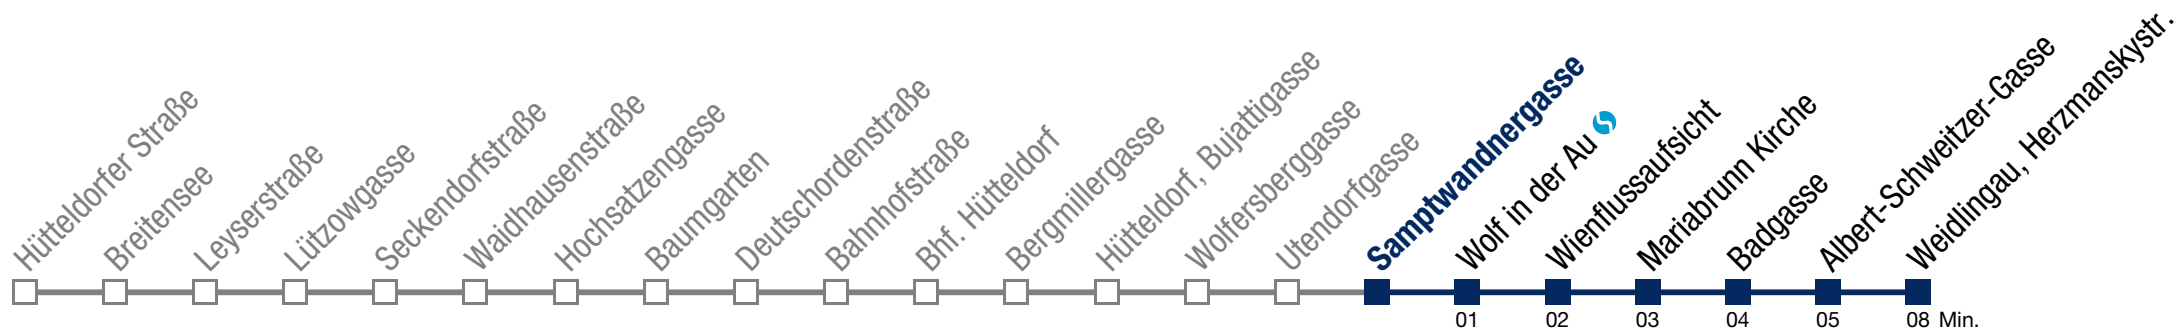 Hütteldorfer Straße
Breitensee
Leyserstraße
Lützowgasse
Seckendorfstraße
Waidhausenstraße
Hochsatzengasse
Baumgarten
Deutschordenstraße
Bahnhofstraße
Bhf. Hütteldorf
Bergmillergasse
Hütteldorf, Bujattigasse
Wolfersberggasse
Utendorfgasse
Samptwandnergasse
Wolf in der Au
Wienflussaufsicht
Mariabrunn Kirche
Badgasse
Albert-Schweitzer-Gasse
Weidlingau, Herzmanskystr.
01 02 03 04 05 08 Min.